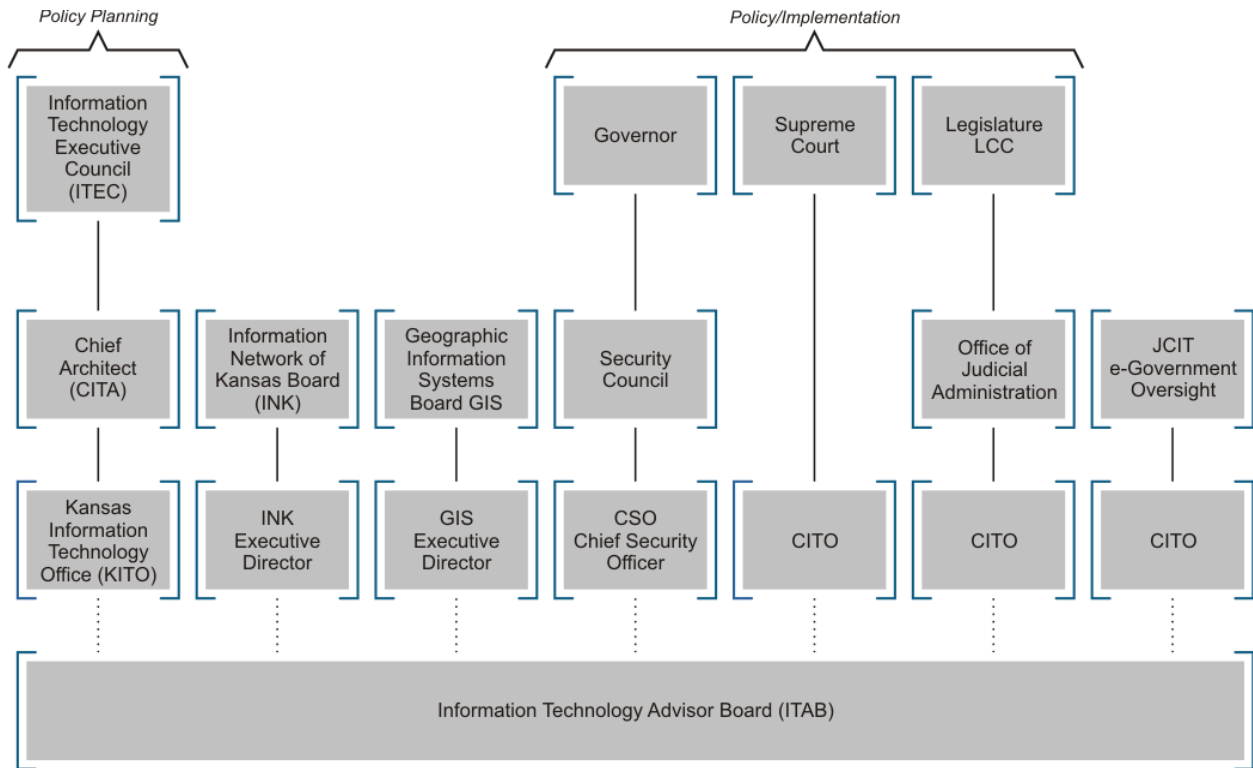 Policy Planning
Policy/Implementation
Information
Technology
Executive
Council
(ITEC)
Governor
Supreme
Court
Legislature
LCC
Chief
Architect
(CITA)
Information
Network of
Kansas Board
(INK)
Geographic
Information
Systems
Board GIS
Security
Council
Office of
Judicial
Administration
JCIT
e-Government
Oversight
Kansas
Information
Technology
Office (KITO)
INK
Executive
Director
GIS
Executive
Director
CSO
Chief Security
Officer
CITO
CITO
CITO
Information Technology Advisor Board (ITAB)